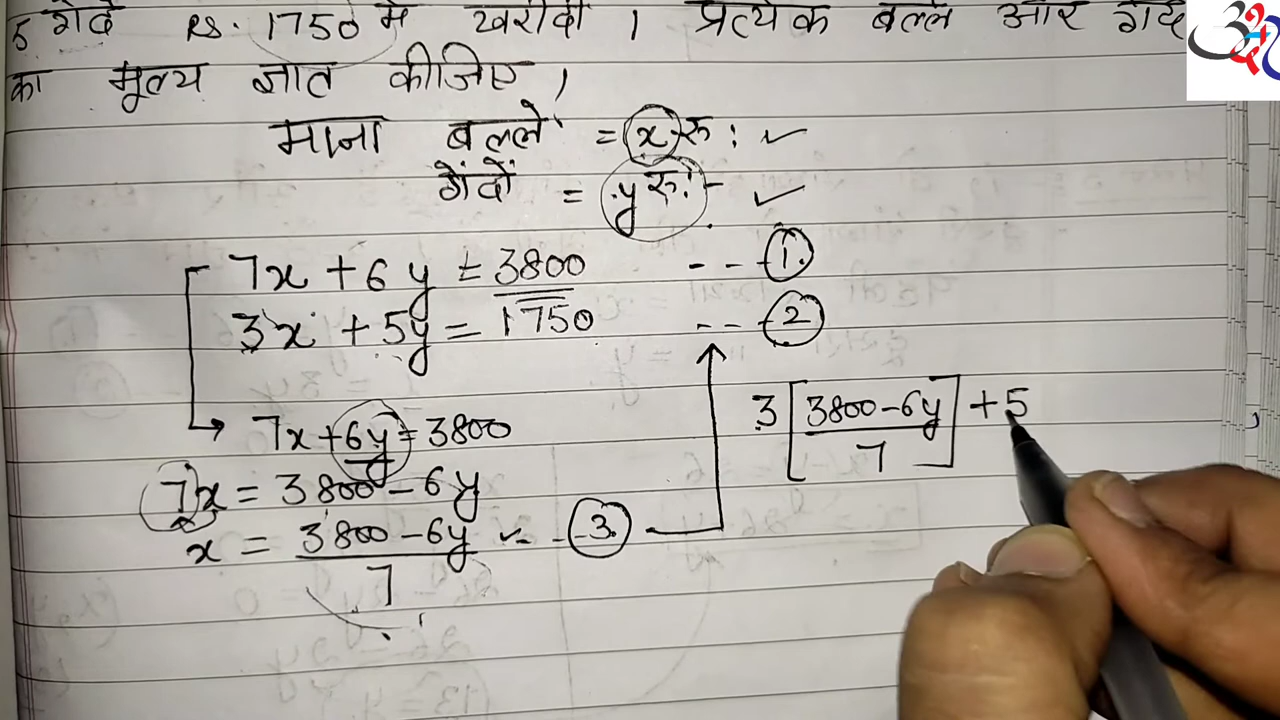 5 गेंदे RS. 1750 में खरीदी । प्रत्येक बल्ले और गेंद
का मूल्य ज्ञात कीजिए ,
माना बल्ले = x रु :
गेंदों = y रु :-
7x + 6y = 3800 - - - 1.
3x + 5y = 1750 - - - 2
7x + 6y = 3800
7x = 3800 - 6y
x = 3800 - 6y / 7 - - - 3.
3 [ 3800 - 6y / 7 ] + 5